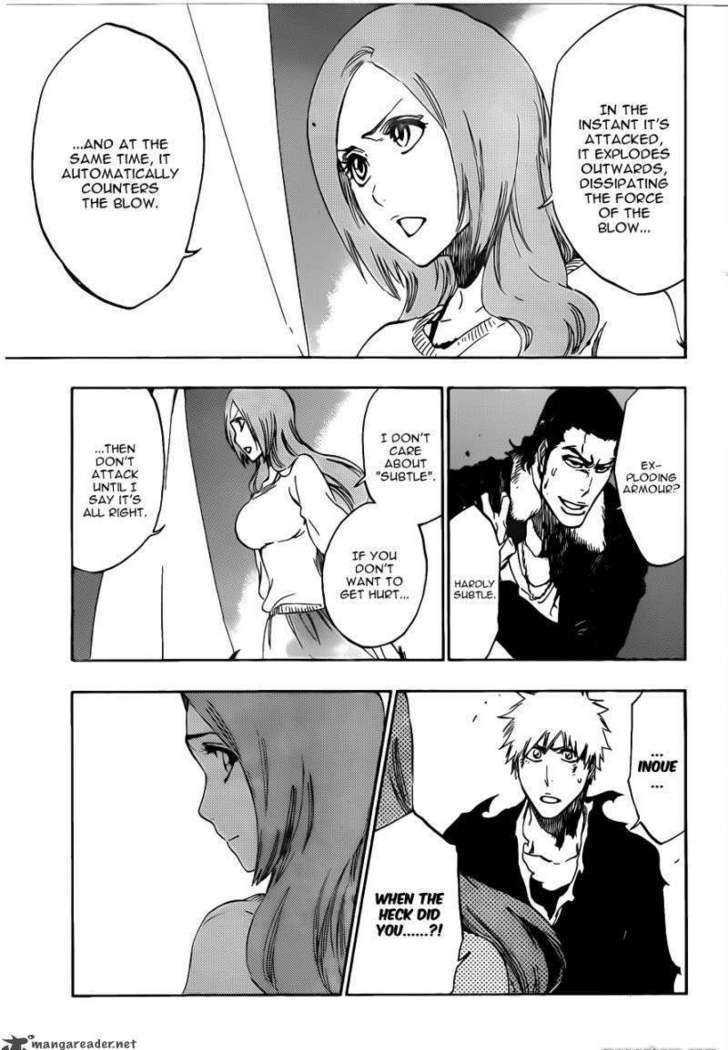 IN THE
INSTANT IT'S
ATTACKED,
IT EXPLODES
OUTWARDS,
DISSIPATING
THE FORCE
OF THE
BLOW...
...AND AT THE
SAME TIME, IT
AUTOMATICALLY
COUNTERS
THE BLOW.
EX-
PLODING
ARMOUR?
HARDLY
SUBTLE.
I DON'T
CARE
ABOUT
"SUBTLE".
IF YOU
DON'T
WANT TO
GET HURT...
...THEN
DON'T
ATTACK
UNTIL I
SAY IT'S
ALL RIGHT.
...
INOUE
...
WHEN THE
HECK DID
YOU......?!
mangareader.net